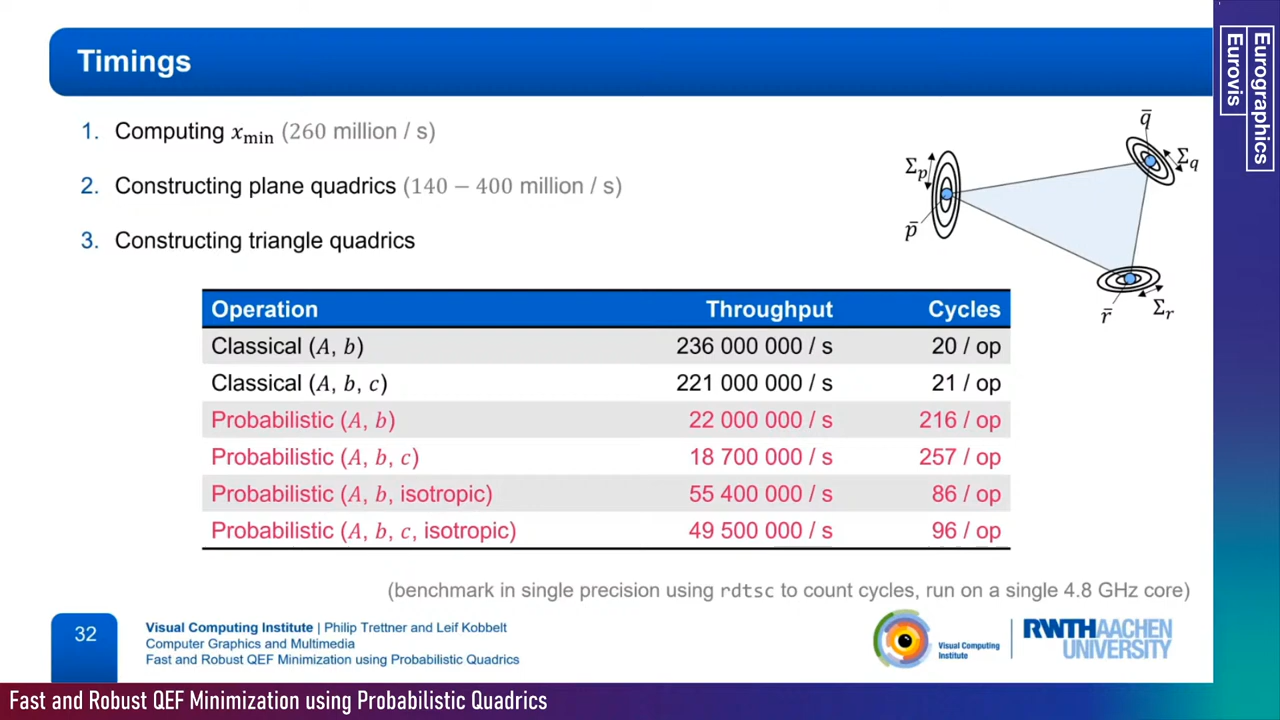 Timings
1. Computing x_min (260 million / s)
2. Constructing plane quadrics (140 − 400 million / s)
3. Constructing triangle quadrics
Σ_p
p̄
q̄
Σ_q
r̄
Σ_r
Operation Throughput Cycles
Classical (A, b) 236 000 000 / s 20 / op
Classical (A, b, c) 221 000 000 / s 21 / op
Probabilistic (A, b) 22 000 000 / s 216 / op
Probabilistic (A, b, c) 18 700 000 / s 257 / op
Probabilistic (A, b, isotropic) 55 400 000 / s 86 / op
Probabilistic (A, b, c, isotropic) 49 500 000 / s 96 / op
(benchmark in single precision using rdtsc to count cycles, run on a single 4.8 GHz core)
32
Visual Computing Institute | Philip Trettner and Leif Kobbelt
Computer Graphics and Multimedia
Fast and Robust QEF Minimization using Probabilistic Quadrics
Visual Computing
Institute
RWTHAACHEN
UNIVERSITY
Eurographics
Eurovis
Fast and Robust QEF Minimization using Probabilistic Quadrics